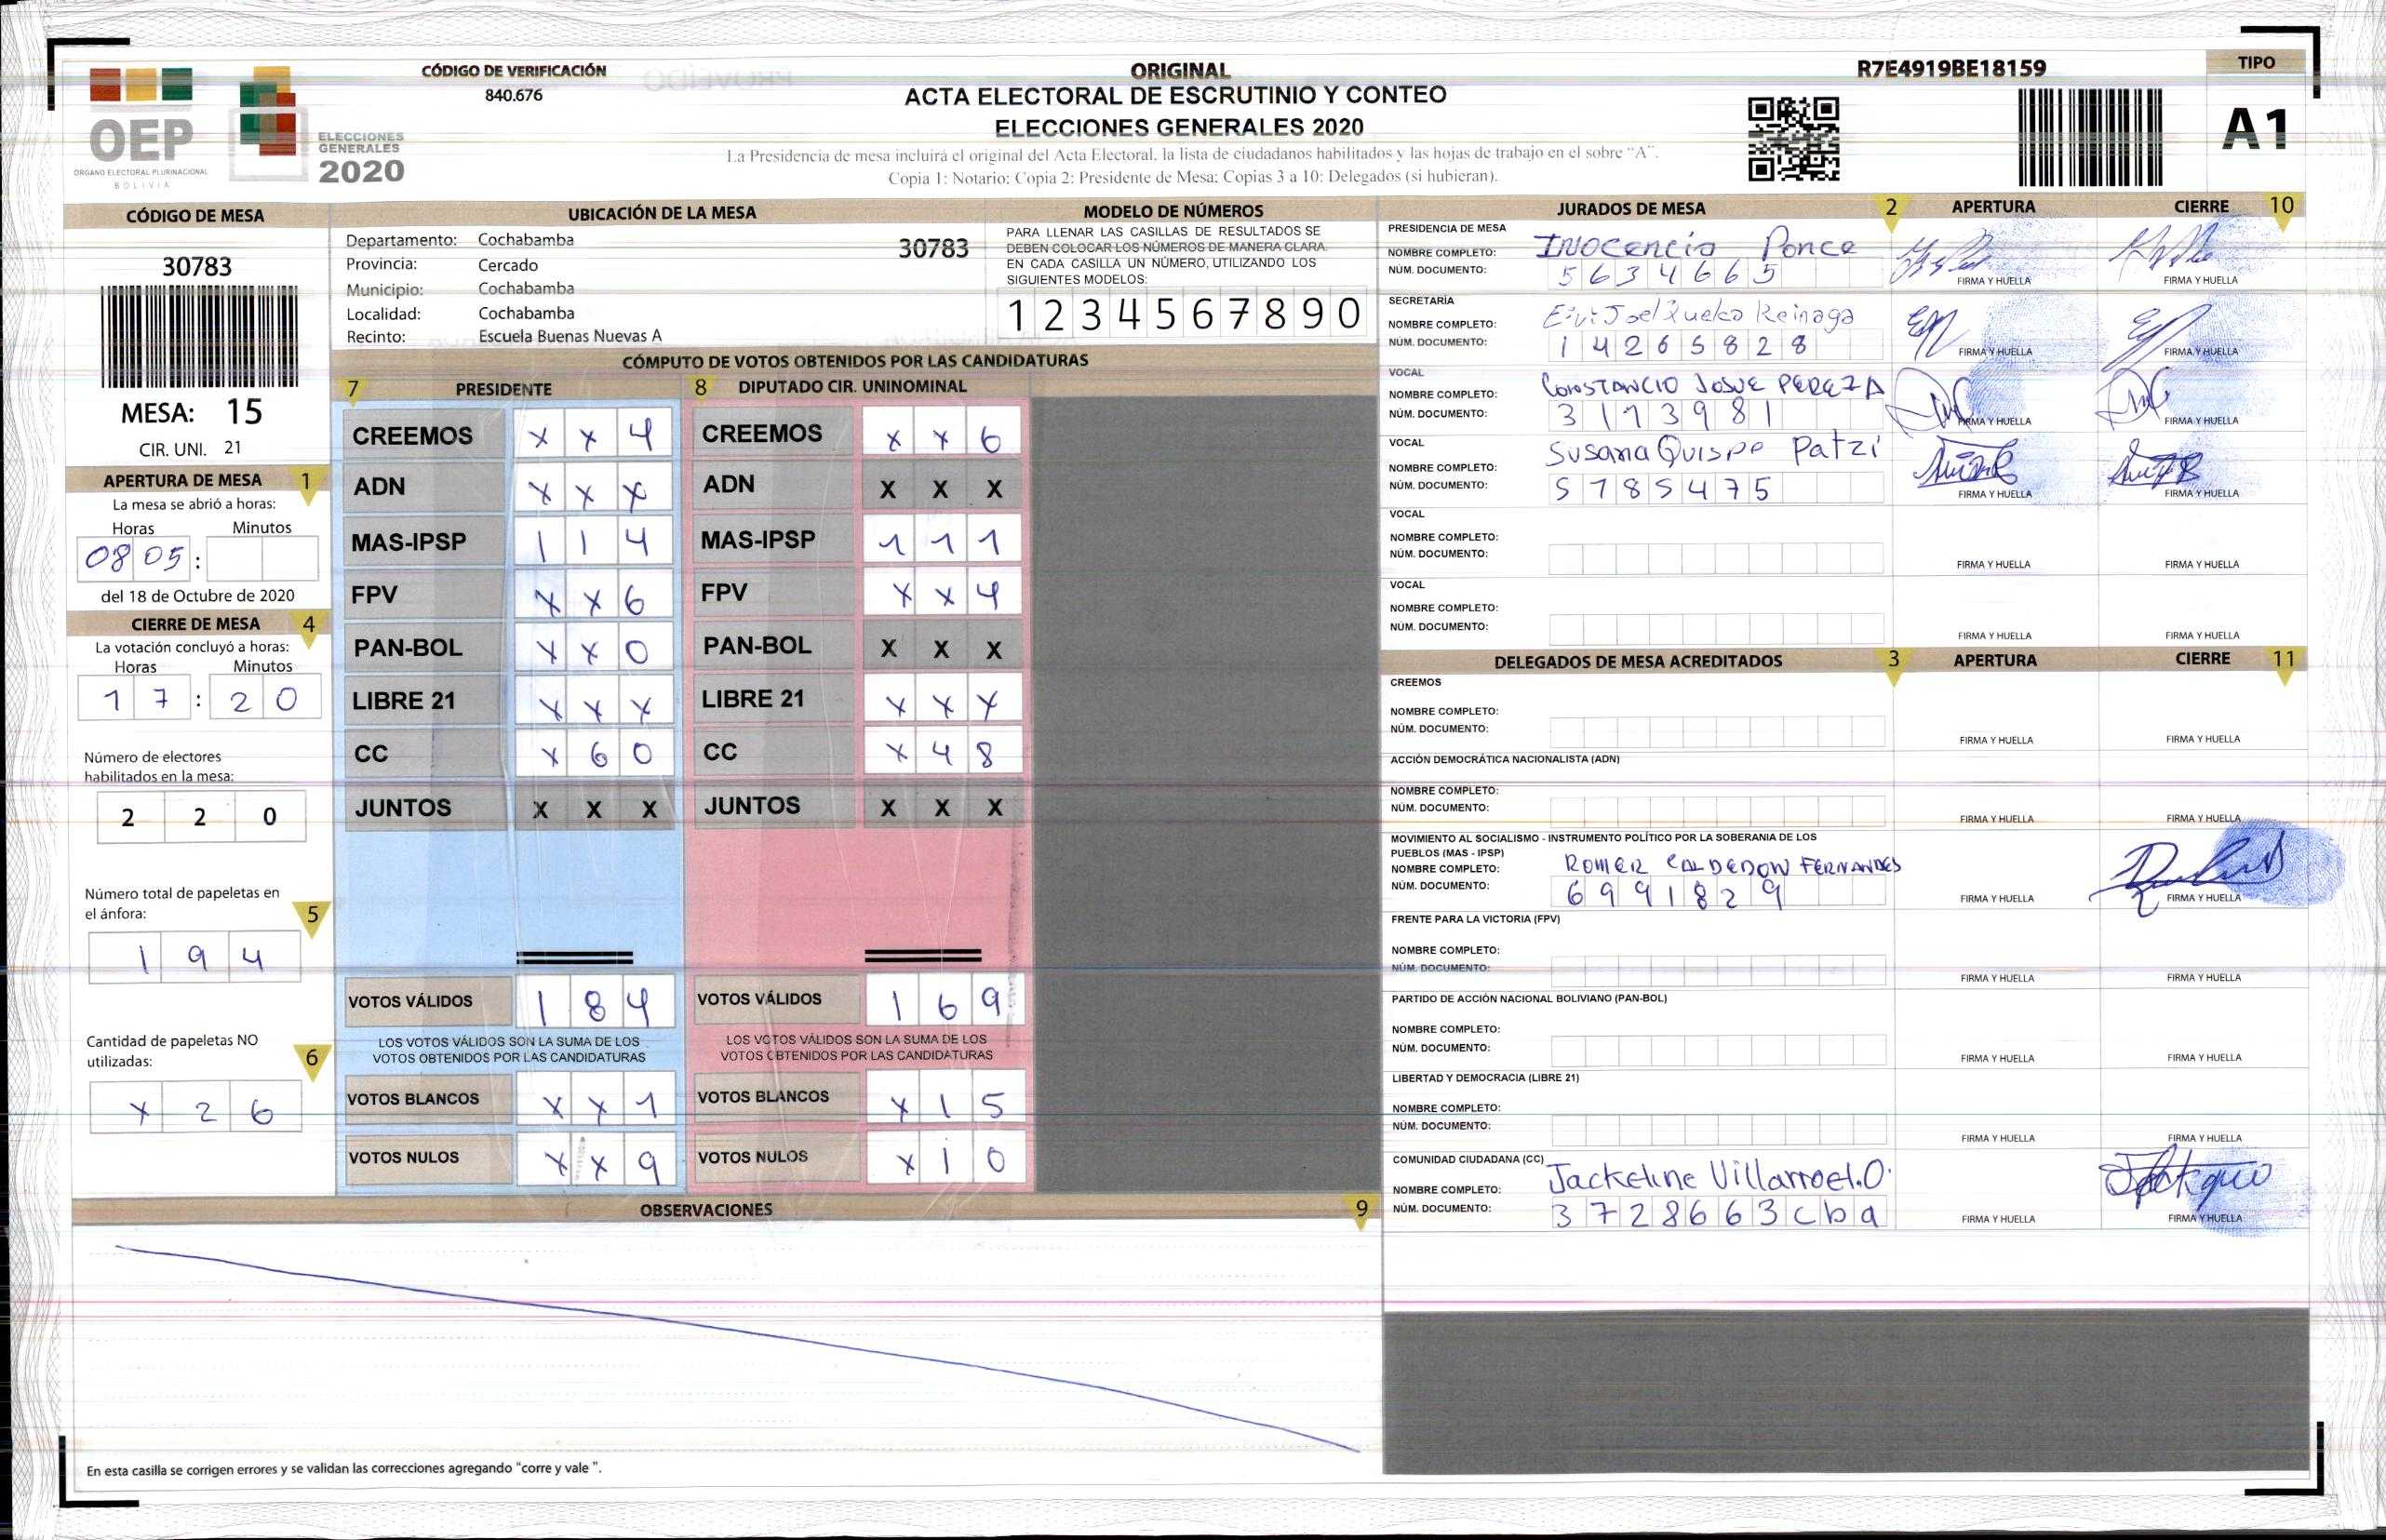 CÓDIGO DE VERIFICACIÓN
840.676
ORIGINAL
ACTA ELECTORAL DE ESCRUTINIO Y CONTEO
ELECCIONES GENERALES 2020
La Presidencia de mesa incluirá el original del Acta Electoral, la lista de ciudadanos habilitados y las hojas de trabajo en el sobre “A”.
Copia 1: Notario; Copia 2: Presidente de Mesa; Copias 3 a 10: Delegados (si hubieran).
R7E4919BE18159
TIPO
A1
OEP
ÓRGANO ELECTORAL PLURINACIONAL
BOLIVIA
ELECCIONES
GENERALES
2020
CÓDIGO DE MESA
30783
MESA: 15
CIR. UNI. 21
APERTURA DE MESA 1
La mesa se abrió a horas:
Horas Minutos
08 05 :
del 18 de Octubre de 2020
CIERRE DE MESA 4
La votación concluyó a horas:
Horas Minutos
1 7 : 2 0
Número de electores
habilitados en la mesa:
2 2 0
Número total de papeletas en
el ánfora: 5
1 9 4
Cantidad de papeletas NO
utilizadas: 6
X 2 6
UBICACIÓN DE LA MESA
Departamento: Cochabamba 30783
Provincia: Cercado
Municipio: Cochabamba
Localidad: Cochabamba
Recinto: Escuela Buenas Nuevas A
MODELO DE NÚMEROS
PARA LLENAR LAS CASILLAS DE RESULTADOS SE
DEBEN COLOCAR LOS NÚMEROS DE MANERA CLARA.
EN CADA CASILLA UN NÚMERO, UTILIZANDO LOS
SIGUIENTES MODELOS:
1 2 3 4 5 6 7 8 9 0
CÓMPUTO DE VOTOS OBTENIDOS POR LAS CANDIDATURAS
7 PRESIDENTE 8 DIPUTADO CIR. UNINOMINAL
CREEMOS X X 4 CREEMOS X X 6
ADN X X X ADN X X X
MAS-IPSP 1 1 4 MAS-IPSP 1 1 1
FPV X X 6 FPV X X 4
PAN-BOL X X 0 PAN-BOL X X X
LIBRE 21 X X X LIBRE 21 X X X
CC X 6 0 CC X 4 8
JUNTOS X X X JUNTOS X X X
VOTOS VÁLIDOS 1 8 4 VOTOS VÁLIDOS 1 6 9
LOS VOTOS VÁLIDOS SON LA SUMA DE LOS LOS VOTOS VÁLIDOS SON LA SUMA DE LOS
VOTOS OBTENIDOS POR LAS CANDIDATURAS VOTOS OBTENIDOS POR LAS CANDIDATURAS
VOTOS BLANCOS X X 1 VOTOS BLANCOS X 1 5
VOTOS NULOS X X 9 VOTOS NULOS X 1 0
OBSERVACIONES 9
En esta casilla se corrigen errores y se validan las correcciones agregando "corre y vale ".
JURADOS DE MESA 2 APERTURA CIERRE 10
PRESIDENCIA DE MESA
NOMBRE COMPLETO: INOCENCIO Ponce
NÚM. DOCUMENTO: 5634665 FIRMA Y HUELLA FIRMA Y HUELLA
SECRETARÍA
NOMBRE COMPLETO: Joel Reinaga
NÚM. DOCUMENTO: 14265828 FIRMA Y HUELLA FIRMA Y HUELLA
VOCAL
NOMBRE COMPLETO: CONSTANCIO JOSUE PEREZ A
NÚM. DOCUMENTO: 3173981 FIRMA Y HUELLA FIRMA Y HUELLA
VOCAL
NOMBRE COMPLETO: Susana Quispe Patzi
NÚM. DOCUMENTO: 5785475 FIRMA Y HUELLA FIRMA Y HUELLA
VOCAL
NOMBRE COMPLETO:
NÚM. DOCUMENTO: FIRMA Y HUELLA FIRMA Y HUELLA
VOCAL
NOMBRE COMPLETO:
NÚM. DOCUMENTO: FIRMA Y HUELLA FIRMA Y HUELLA
DELEGADOS DE MESA ACREDITADOS 3 APERTURA CIERRE 11
CREEMOS
NOMBRE COMPLETO:
NÚM. DOCUMENTO: FIRMA Y HUELLA FIRMA Y HUELLA
ACCIÓN DEMOCRÁTICA NACIONALISTA (ADN)
NOMBRE COMPLETO:
NÚM. DOCUMENTO: FIRMA Y HUELLA FIRMA Y HUELLA
MOVIMIENTO AL SOCIALISMO - INSTRUMENTO POLÍTICO POR LA SOBERANIA DE LOS
PUEBLOS (MAS - IPSP)
NOMBRE COMPLETO: ROMER FERNANDES
NÚM. DOCUMENTO: 6991829 FIRMA Y HUELLA FIRMA Y HUELLA
FRENTE PARA LA VICTORIA (FPV)
NOMBRE COMPLETO:
NÚM. DOCUMENTO: FIRMA Y HUELLA FIRMA Y HUELLA
PARTIDO DE ACCIÓN NACIONAL BOLIVIANO (PAN-BOL)
NOMBRE COMPLETO:
NÚM. DOCUMENTO: FIRMA Y HUELLA FIRMA Y HUELLA
LIBERTAD Y DEMOCRACIA (LIBRE 21)
NOMBRE COMPLETO:
NÚM. DOCUMENTO: FIRMA Y HUELLA FIRMA Y HUELLA
COMUNIDAD CIUDADANA (CC)
NOMBRE COMPLETO: Jackeline Villarroel.O.
NÚM. DOCUMENTO: 3728663cba FIRMA Y HUELLA FIRMA Y HUELLA